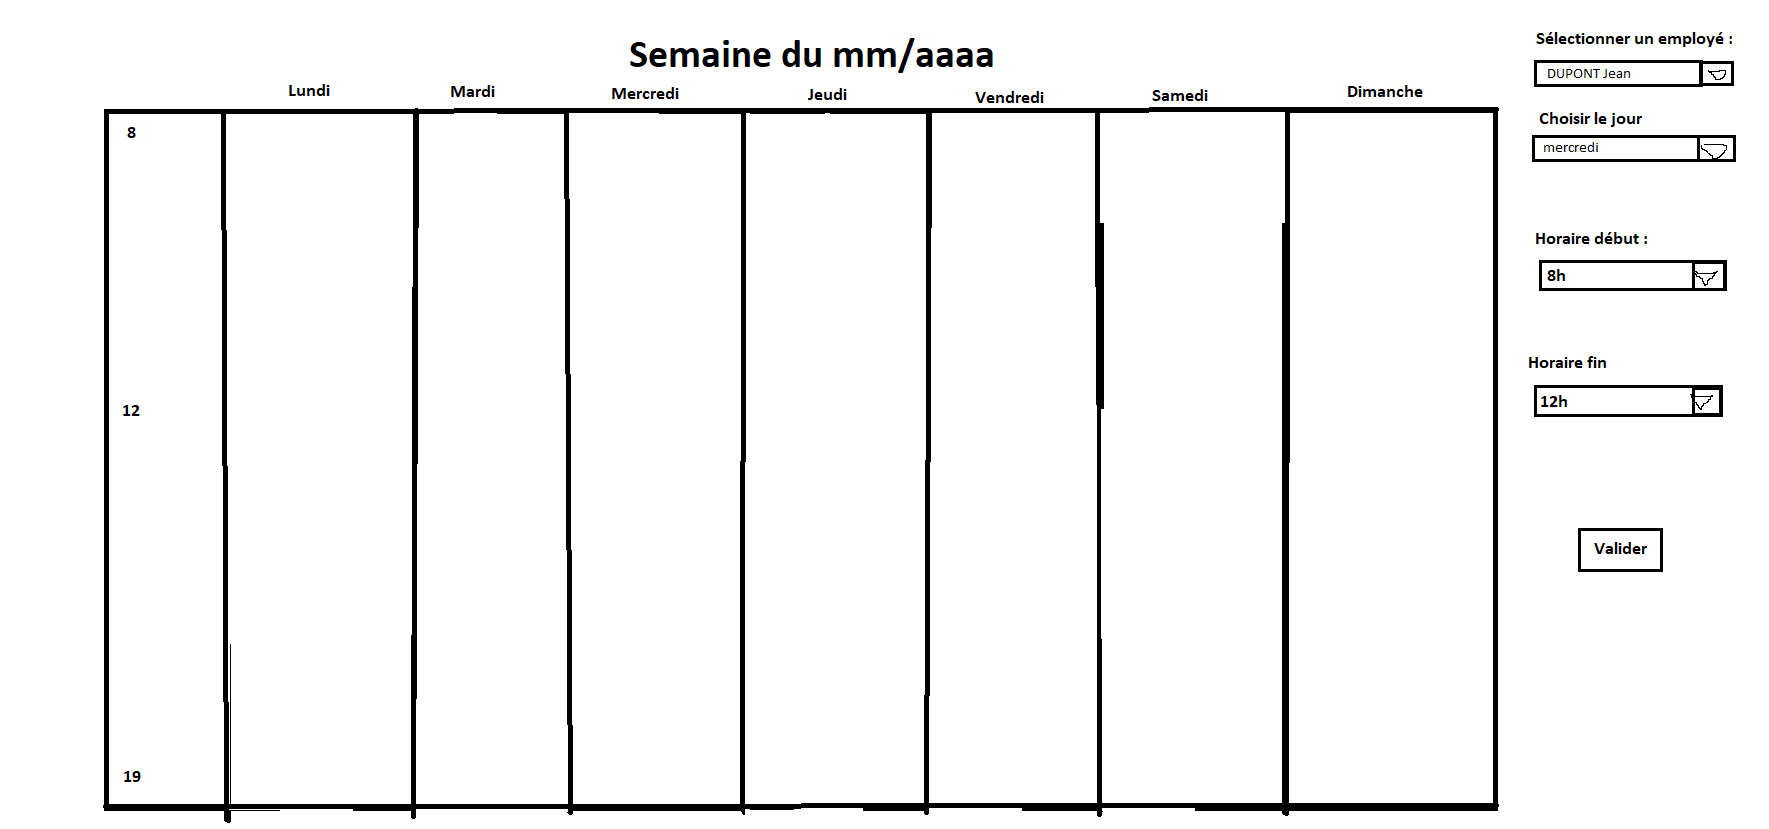 Semaine du mm/aaaa
Lundi
Mardi
Mercredi
Jeudi
Vendredi
Samedi
Dimanche
8
12
19
Sélectionner un employé :
DUPONT Jean
Choisir le jour
mercredi
Horaire début :
8h
Horaire fin
12h
Valider